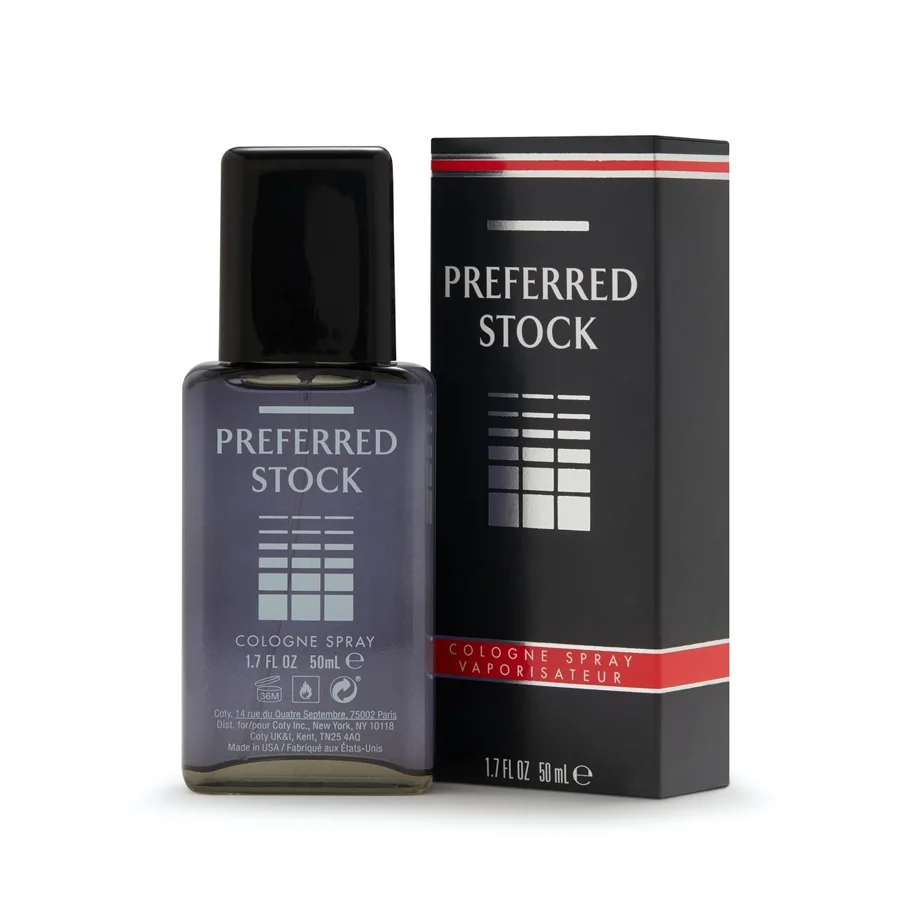 PREFERRED
STOCK
COLOGNE SPRAY
1.7 FL OZ 50mL ℮
36M
Coty, 14 rue du Quatre Septembre, 75002 Paris
Dist. for/pour Coty Inc., New York, NY 10118
Coty UK&I, Kent, TN25 4AQ
Made in USA / Fabriqué aux États-Unis
PREFERRED
STOCK
COLOGNE SPRAY
VAPORISATEUR
1.7 FL OZ 50 mL ℮